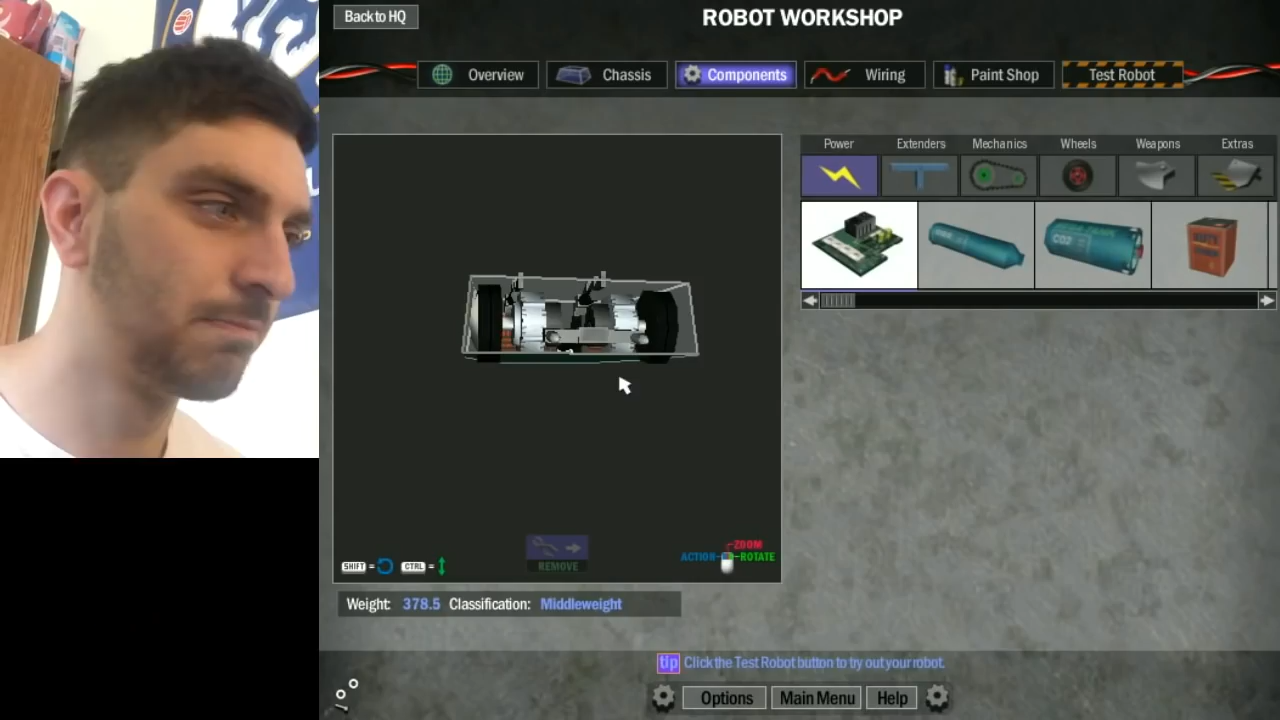 Back to HQ
ROBOT WORKSHOP
Overview
Chassis
Components
Wiring
Paint Shop
Test Robot
Power
Extenders
Mechanics
Wheels
Weapons
Extras
CO2
ZOOM
ACTION
ROTATE
SHIFT =
CTRL =
REMOVE
Weight: 378.5 Classification: Middleweight
tip Click the Test Robot button to try out your robot.
Options
Main Menu
Help